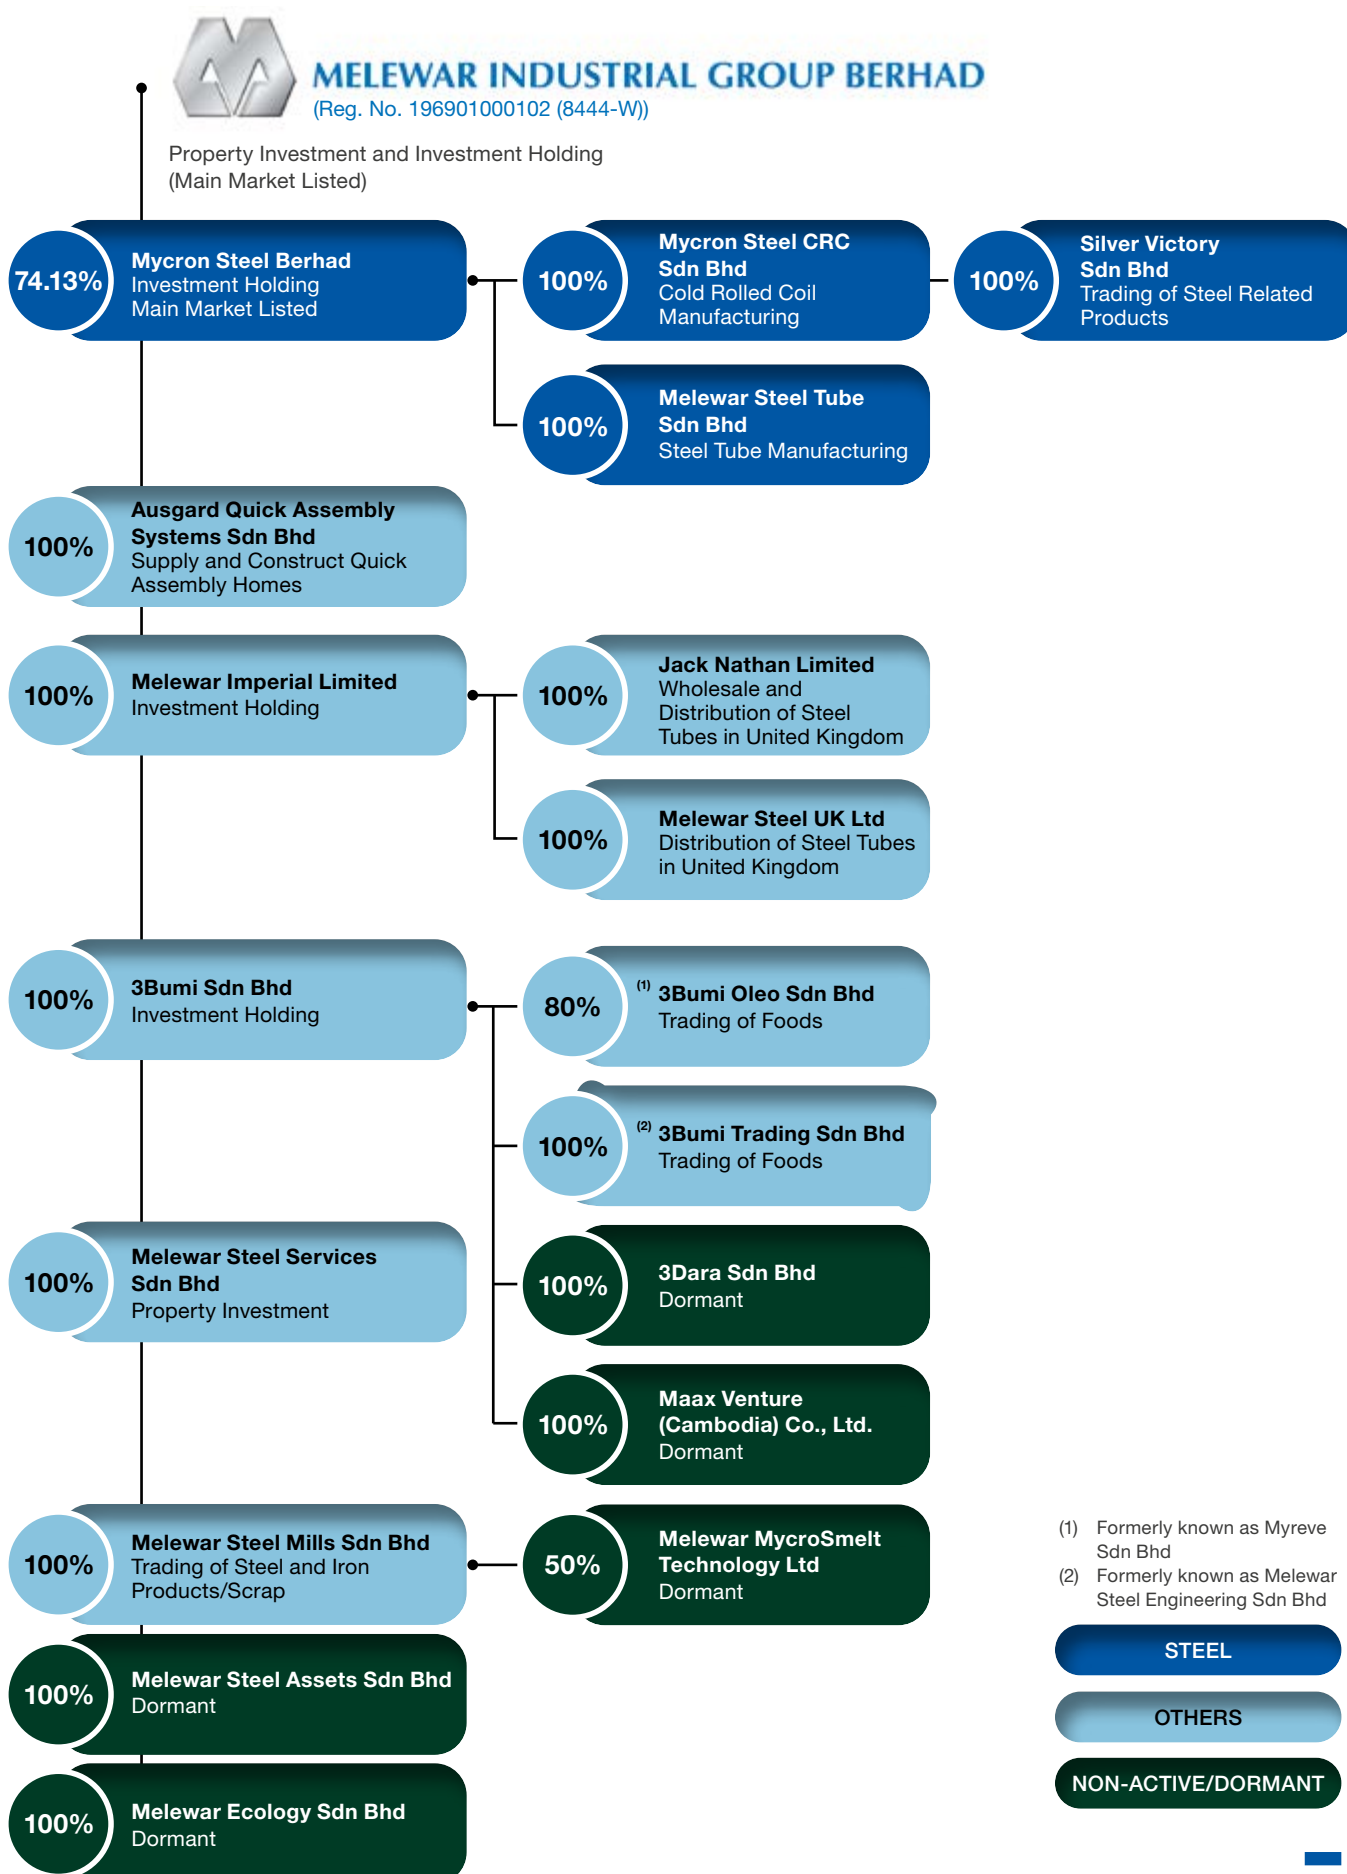 MELEWAR INDUSTRIAL GROUP BERHAD
(Reg. No. 196901000102 (8444-W))
Property Investment and Investment Holding
(Main Market Listed)
74.13%
Mycron Steel Berhad
Investment Holding
Main Market Listed
100%
Mycron Steel CRC
Sdn Bhd
Cold Rolled Coil
Manufacturing
100%
Silver Victory
Sdn Bhd
Trading of Steel Related
Products
100%
Melewar Steel Tube
Sdn Bhd
Steel Tube Manufacturing
100%
Ausgard Quick Assembly
Systems Sdn Bhd
Supply and Construct Quick
Assembly Homes
100%
Melewar Imperial Limited
Investment Holding
100%
Jack Nathan Limited
Wholesale and
Distribution of Steel
Tubes in United Kingdom
100%
Melewar Steel UK Ltd
Distribution of Steel Tubes
in United Kingdom
100%
3Bumi Sdn Bhd
Investment Holding
80%
(1) 3Bumi Oleo Sdn Bhd
Trading of Foods
100%
(2) 3Bumi Trading Sdn Bhd
Trading of Foods
100%
Melewar Steel Services
Sdn Bhd
Property Investment
100%
3Dara Sdn Bhd
Dormant
100%
Maax Venture
(Cambodia) Co., Ltd.
Dormant
100%
Melewar Steel Mills Sdn Bhd
Trading of Steel and Iron
Products/Scrap
50%
Melewar MycroSmelt
Technology Ltd
Dormant
100%
Melewar Steel Assets Sdn Bhd
Dormant
100%
Melewar Ecology Sdn Bhd
Dormant
(1) Formerly known as Myreve
Sdn Bhd
(2) Formerly known as Melewar
Steel Engineering Sdn Bhd
STEEL
OTHERS
NON-ACTIVE/DORMANT